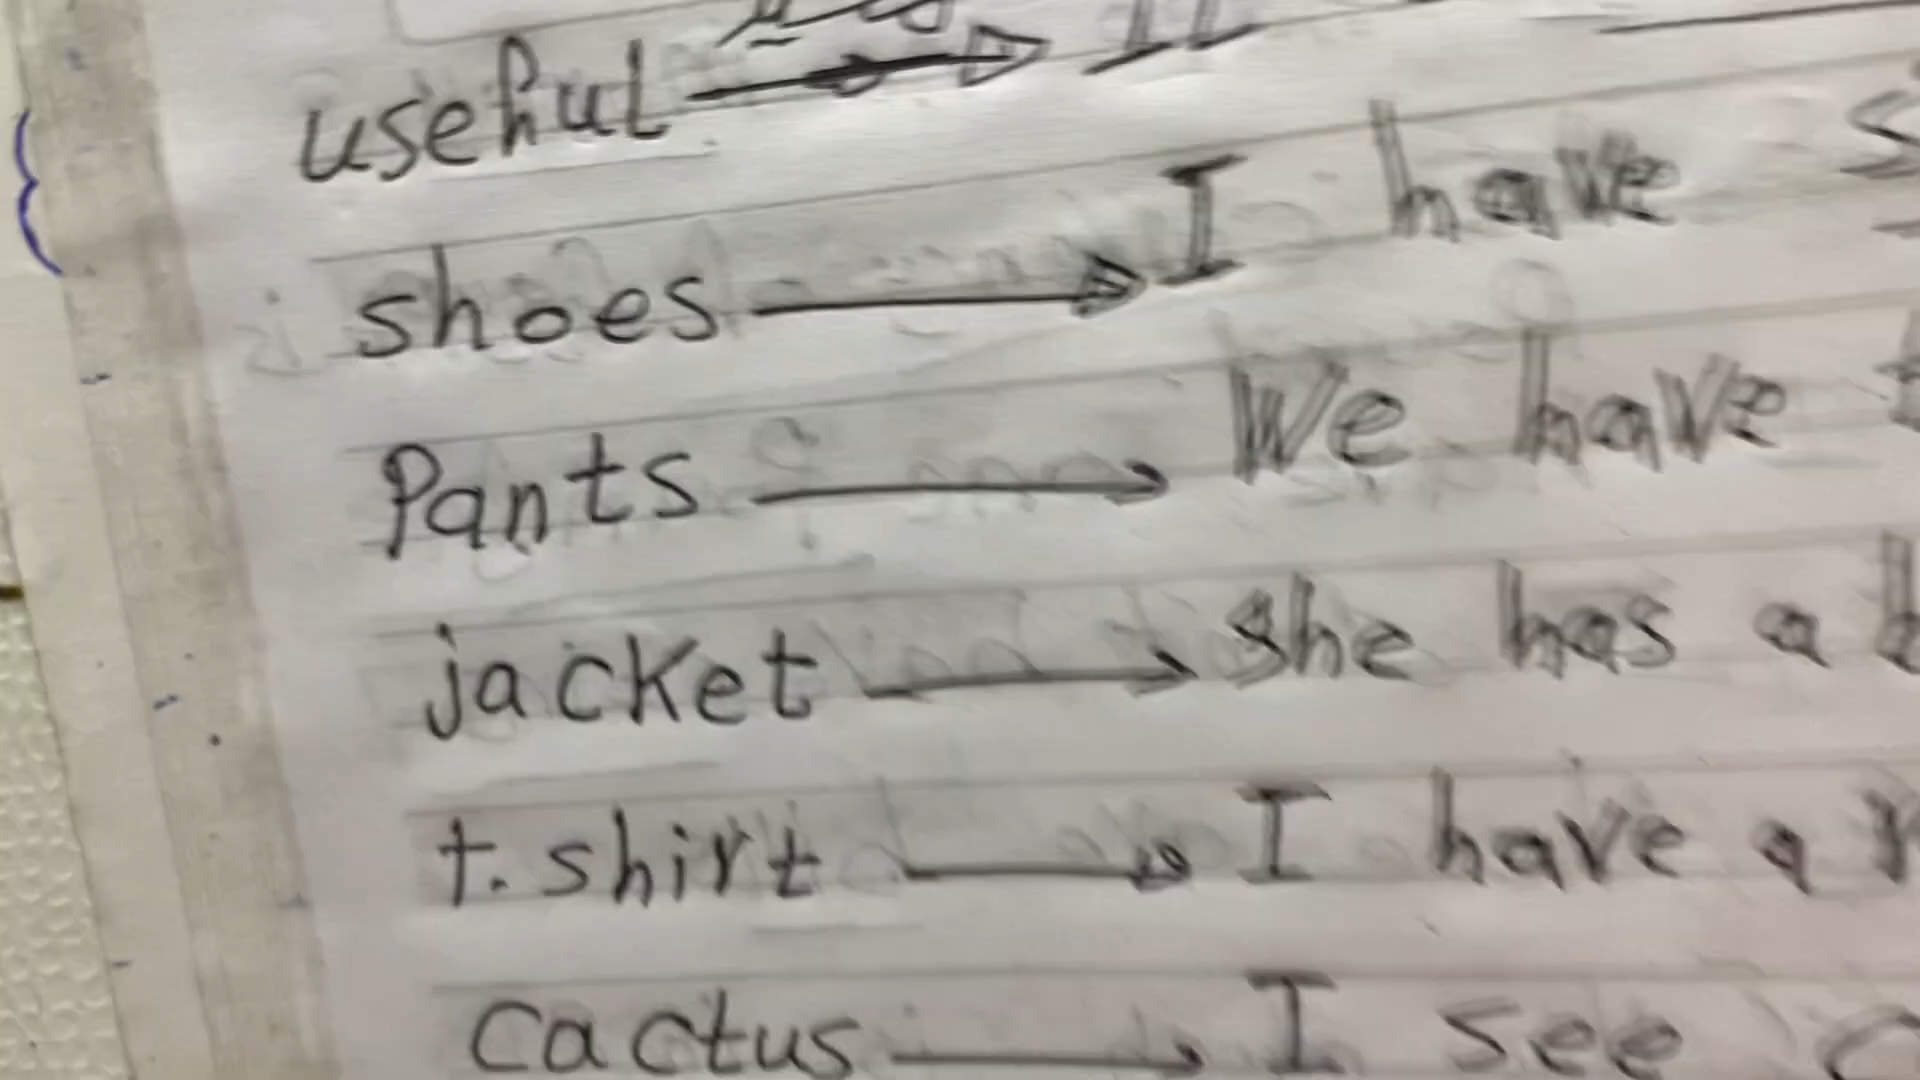 useful →
shoes → I have
Pants → We have
jacket → She has a
t.shirt → I have a
cactus → I see